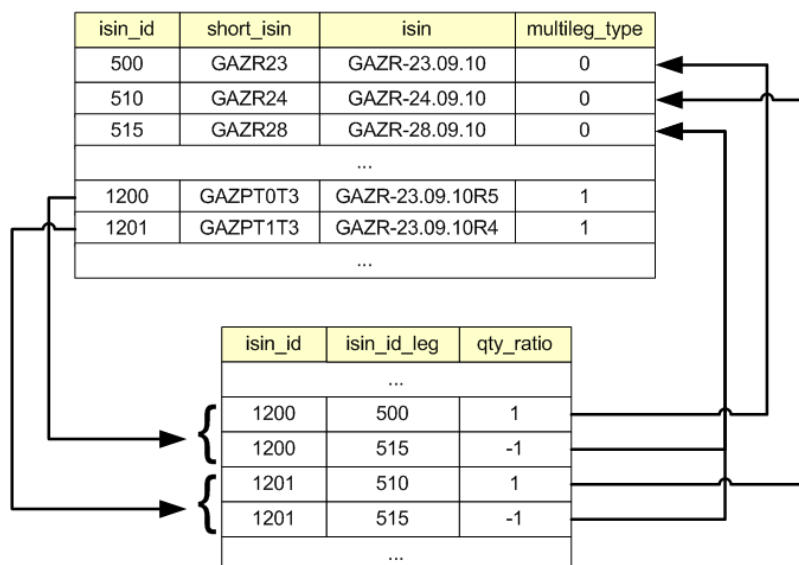 isin_id short_isin isin multileg_type
500 GAZR23 GAZR-23.09.10 0
510 GAZR24 GAZR-24.09.10 0
515 GAZR28 GAZR-28.09.10 0
...
1200 GAZPT0T3 GAZR-23.09.10R5 1
1201 GAZPT1T3 GAZR-23.09.10R4 1
...
isin_id isin_id_leg qty_ratio
...
{ 1200 500 1
1200 515 -1
{ 1201 510 1
1201 515 -1
...